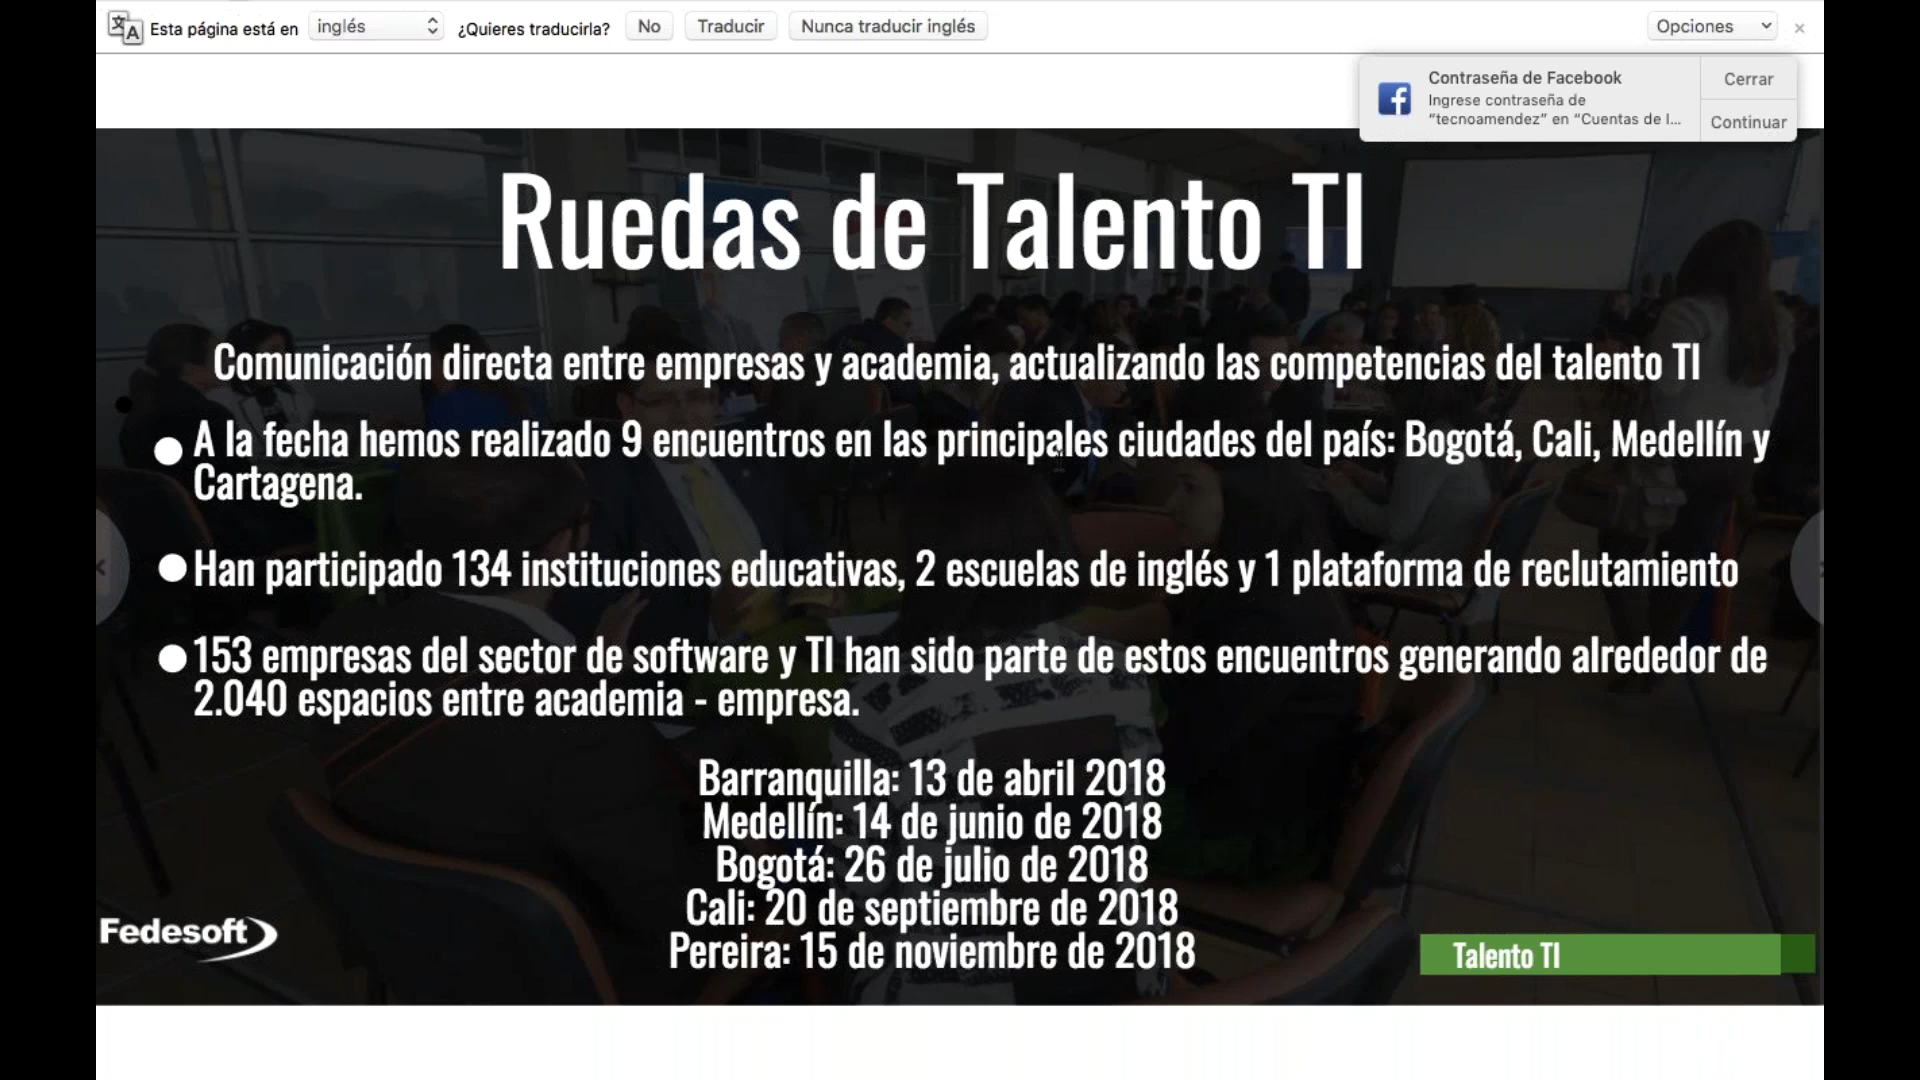 Esta página está en inglés ¿Quieres traducirla? No Traducir Nunca traducir inglés Opciones ×
Contraseña de Facebook
Ingrese contraseña de
“tecnoamendez” en “Cuentas de I...
Cerrar
Continuar
Ruedas de Talento TI
Comunicación directa entre empresas y academia, actualizando las competencias del talento TI
● A la fecha hemos realizado 9 encuentros en las principales ciudades del país: Bogotá, Cali, Medellín y
Cartagena.
● Han participado 134 instituciones educativas, 2 escuelas de inglés y 1 plataforma de reclutamiento
● 153 empresas del sector de software y TI han sido parte de estos encuentros generando alrededor de
2.040 espacios entre academia - empresa.
Barranquilla: 13 de abril 2018
Medellín: 14 de junio de 2018
Bogotá: 26 de julio de 2018
Cali: 20 de septiembre de 2018
Pereira: 15 de noviembre de 2018
Fedesoft
Talento TI